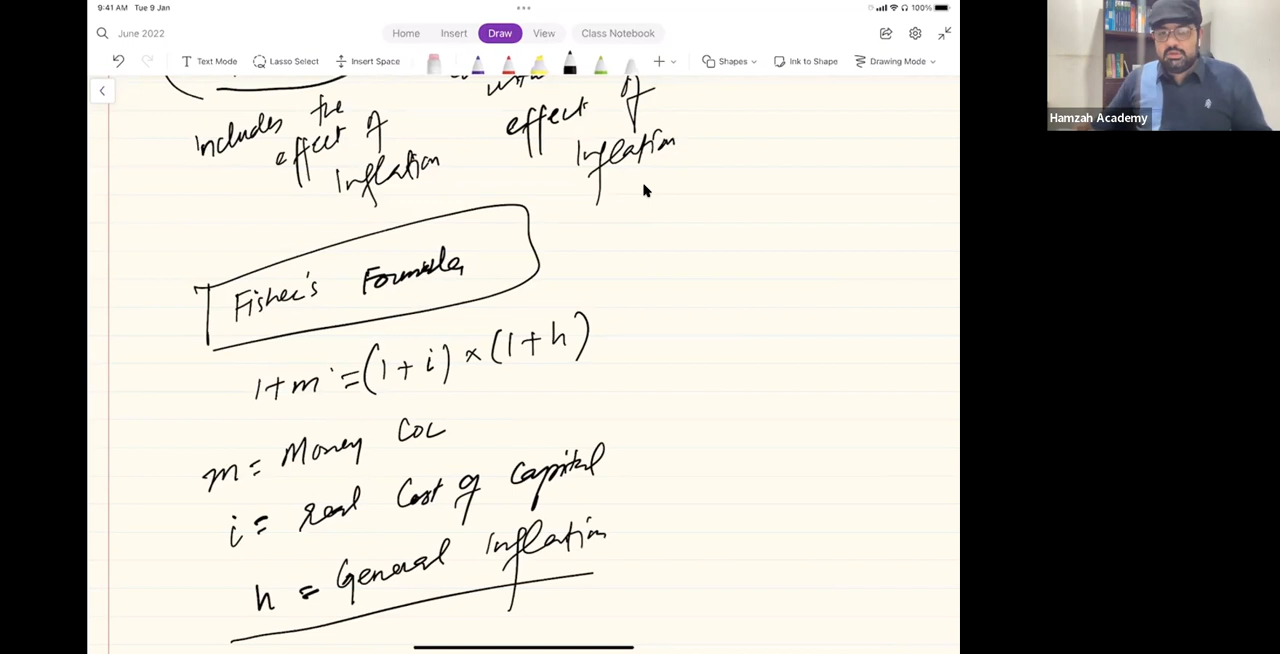 9:41 AM Tue 9 Jan
100%
June 2022
Home Insert Draw View Class Notebook
Text Mode Lasso Select Insert Space Shapes Ink to Shape Drawing Mode
Hamzah Academy
Includes the
effect of
Inflation
effect of
Inflation
Fisher's Formula
1+m = (1+i) × (1+h)
m = Money COC
i = real Cost of Capital
h = General Inflation